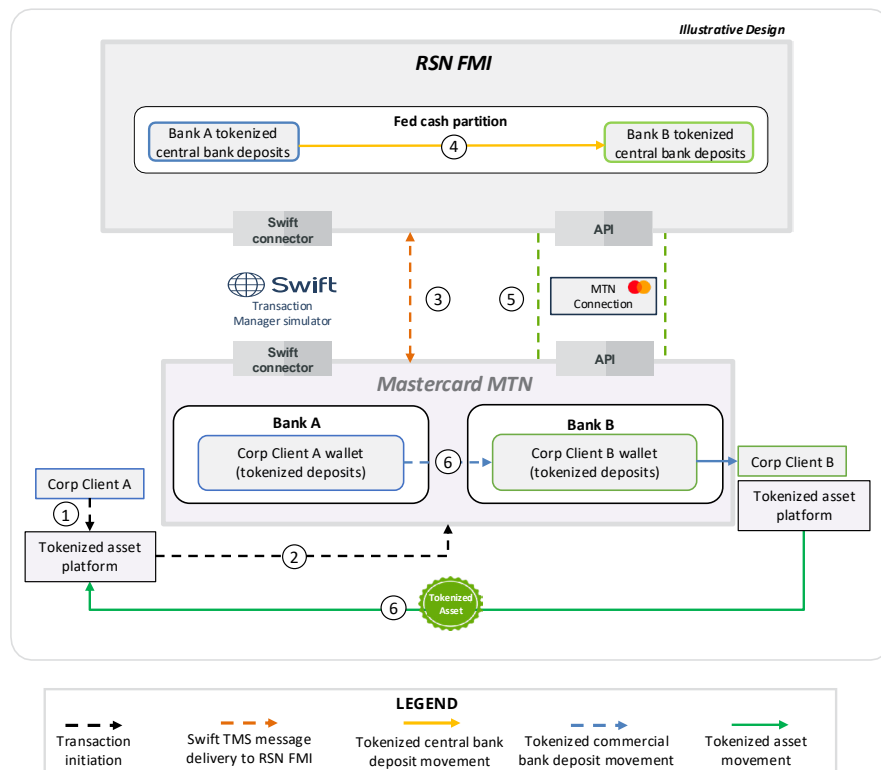 Illustrative Design
RSN FMI
Fed cash partition
Bank A tokenized
central bank deposits
4
Bank B tokenized
central bank deposits
Swift
connector
API
Swift
Transaction
Manager simulator
3
5
MTN
Connection
Swift
connector
API
Mastercard MTN
Bank A
Corp Client A wallet
(tokenized deposits)
6
Bank B
Corp Client B wallet
(tokenized deposits)
Corp Client A
1
Tokenized asset
platform
2
Corp Client B
Tokenized asset
platform
6
Tokenized
Asset
LEGEND
Transaction
initiation
Swift TMS message
delivery to RSN FMI
Tokenized central bank
deposit movement
Tokenized commercial
bank deposit movement
Tokenized asset
movement